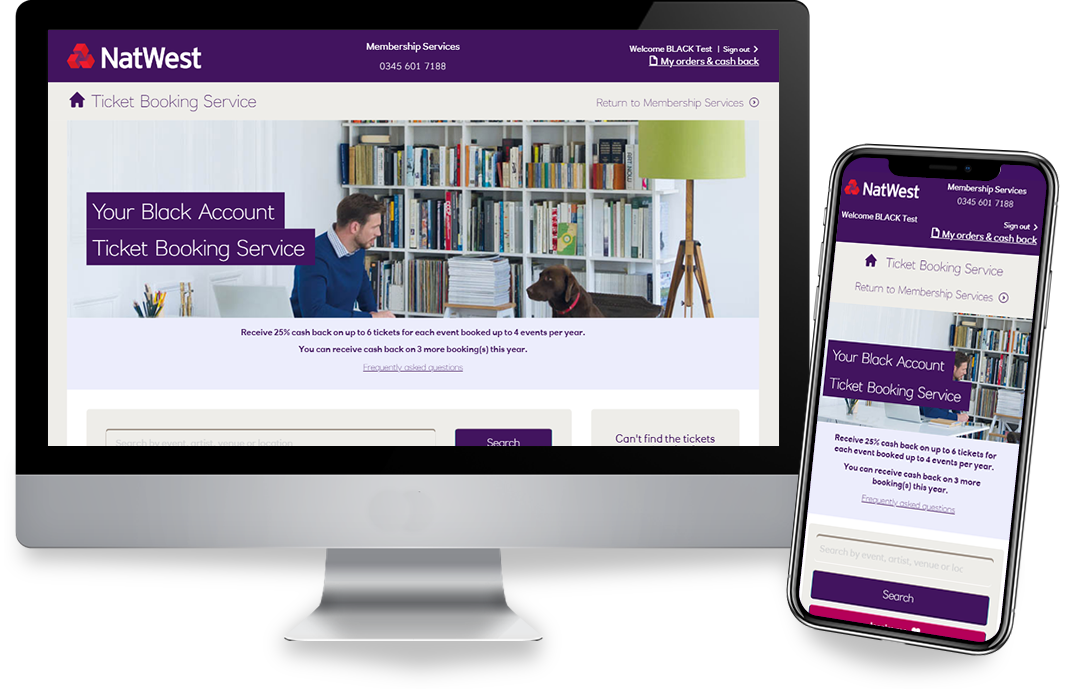 NatWest
Membership Services
0345 601 7188
Welcome BLACK Test | Sign out
My orders & cash back
Ticket Booking Service
Return to Membership Services
Your Black Account
Ticket Booking Service
Receive 25% cash back on up to 6 tickets for each event booked up to 4 events per year.
You can receive cash back on 3 more booking(s) this year.
Frequently asked questions
Search by event, artist, venue or location
Search
Can't find the tickets
NatWest
Membership Services
0345 601 7188
Welcome BLACK Test
Sign out
My orders & cash back
Ticket Booking Service
Return to Membership Services
Your Black Account
Ticket Booking Service
Receive 25% cash back on up to 6 tickets for
each event booked up to 4 events per year.
You can receive cash back on 3 more
booking(s) this year.
Frequently asked questions
Search by event, artist, venue or loc
Search